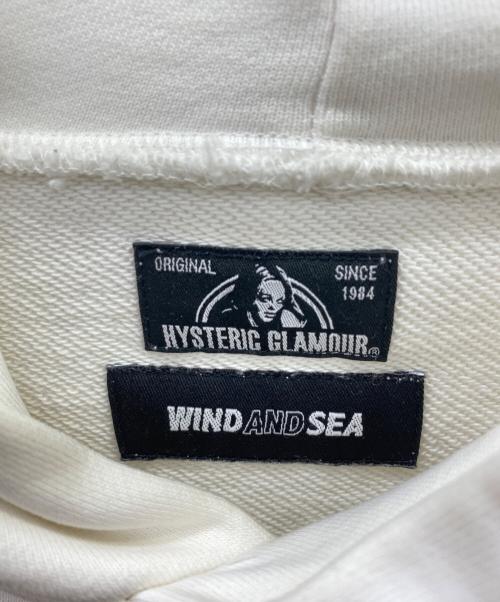 ORIGINAL SINCE
1984
HYSTERIC GLAMOUR®
WIND AND SEA